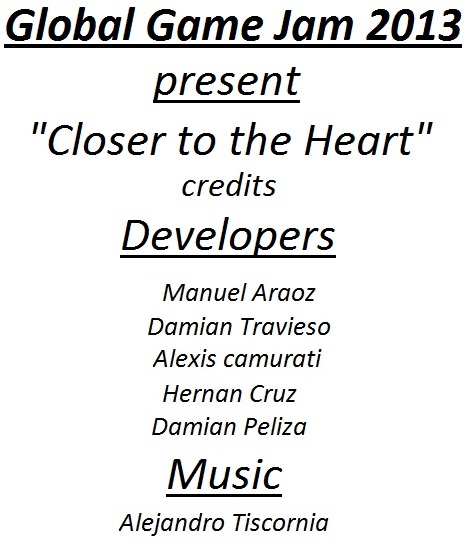 Global Game Jam 2013
present
"Closer to the Heart"
credits
Developers
Manuel Araoz
Damian Travieso
Alexis camurati
Hernan Cruz
Damian Peliza
Music
Alejandro Tiscornia